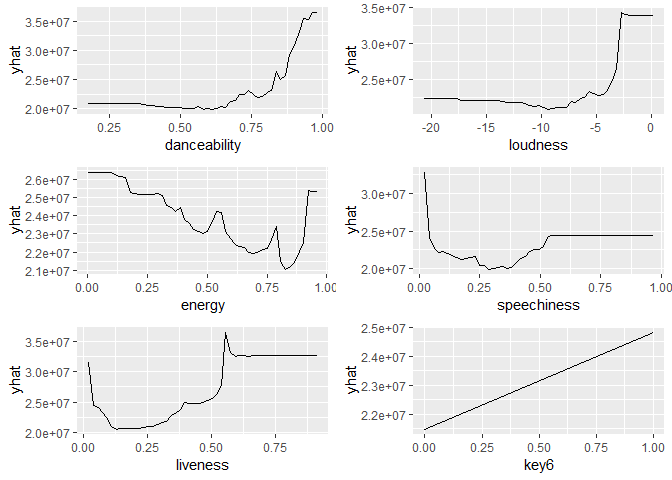 3.5e+07
3.0e+07
2.5e+07
2.0e+07
yhat
0.25 0.50 0.75 1.00
danceability
3.5e+07
3.0e+07
2.5e+07
yhat
-20 -15 -10 -5 0
loudness
2.6e+07
2.5e+07
2.4e+07
2.3e+07
2.2e+07
2.1e+07
yhat
0.00 0.25 0.50 0.75 1.00
energy
3.0e+07
2.5e+07
2.0e+07
yhat
0.00 0.25 0.50 0.75 1.00
speechiness
3.5e+07
3.0e+07
2.5e+07
2.0e+07
yhat
0.00 0.25 0.50 0.75
liveness
2.5e+07
2.4e+07
2.3e+07
2.2e+07
yhat
0.00 0.25 0.50 0.75 1.00
key6